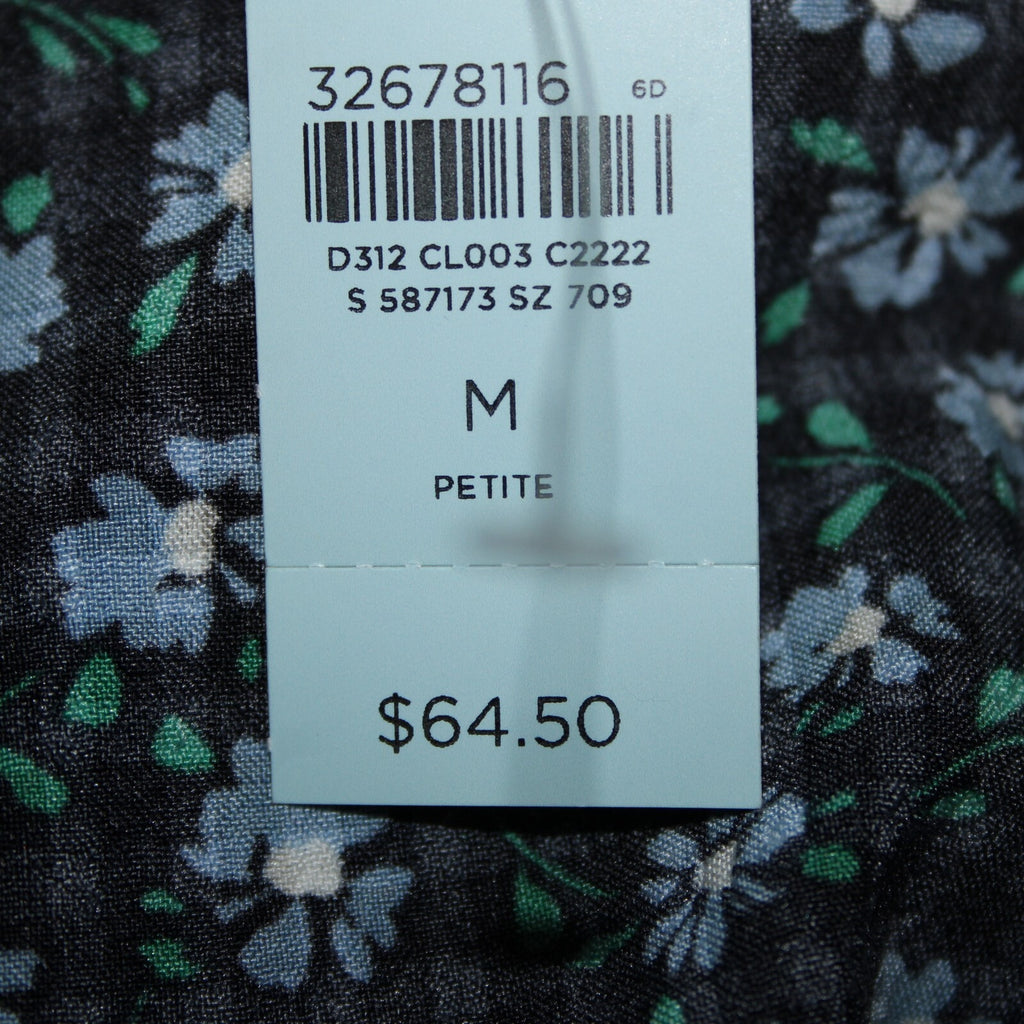 32678116 6D
D312 CL003 C2222
S 587173 SZ 709
M
PETITE
$64.50